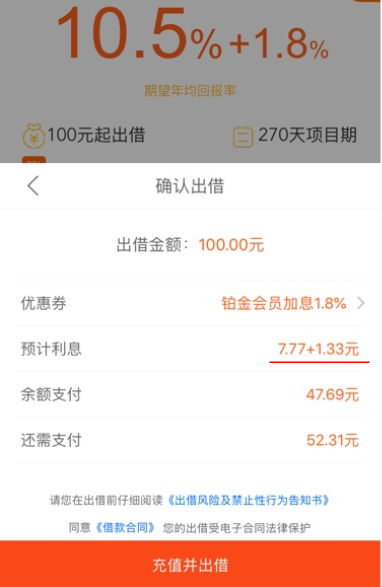 10.5%+1.8%
期望年均回报率
100元起出借 270天项目期
确认出借
出借金额：100.00元
优惠券 铂金会员加息1.8%
预计利息 7.77+1.33元
余额支付 47.69元
还需支付 52.31元
请您在出借前仔细阅读《出借风险及禁止性行为告知书》
同意《借款合同》 您的出借受电子合同法律保护
充值并出借